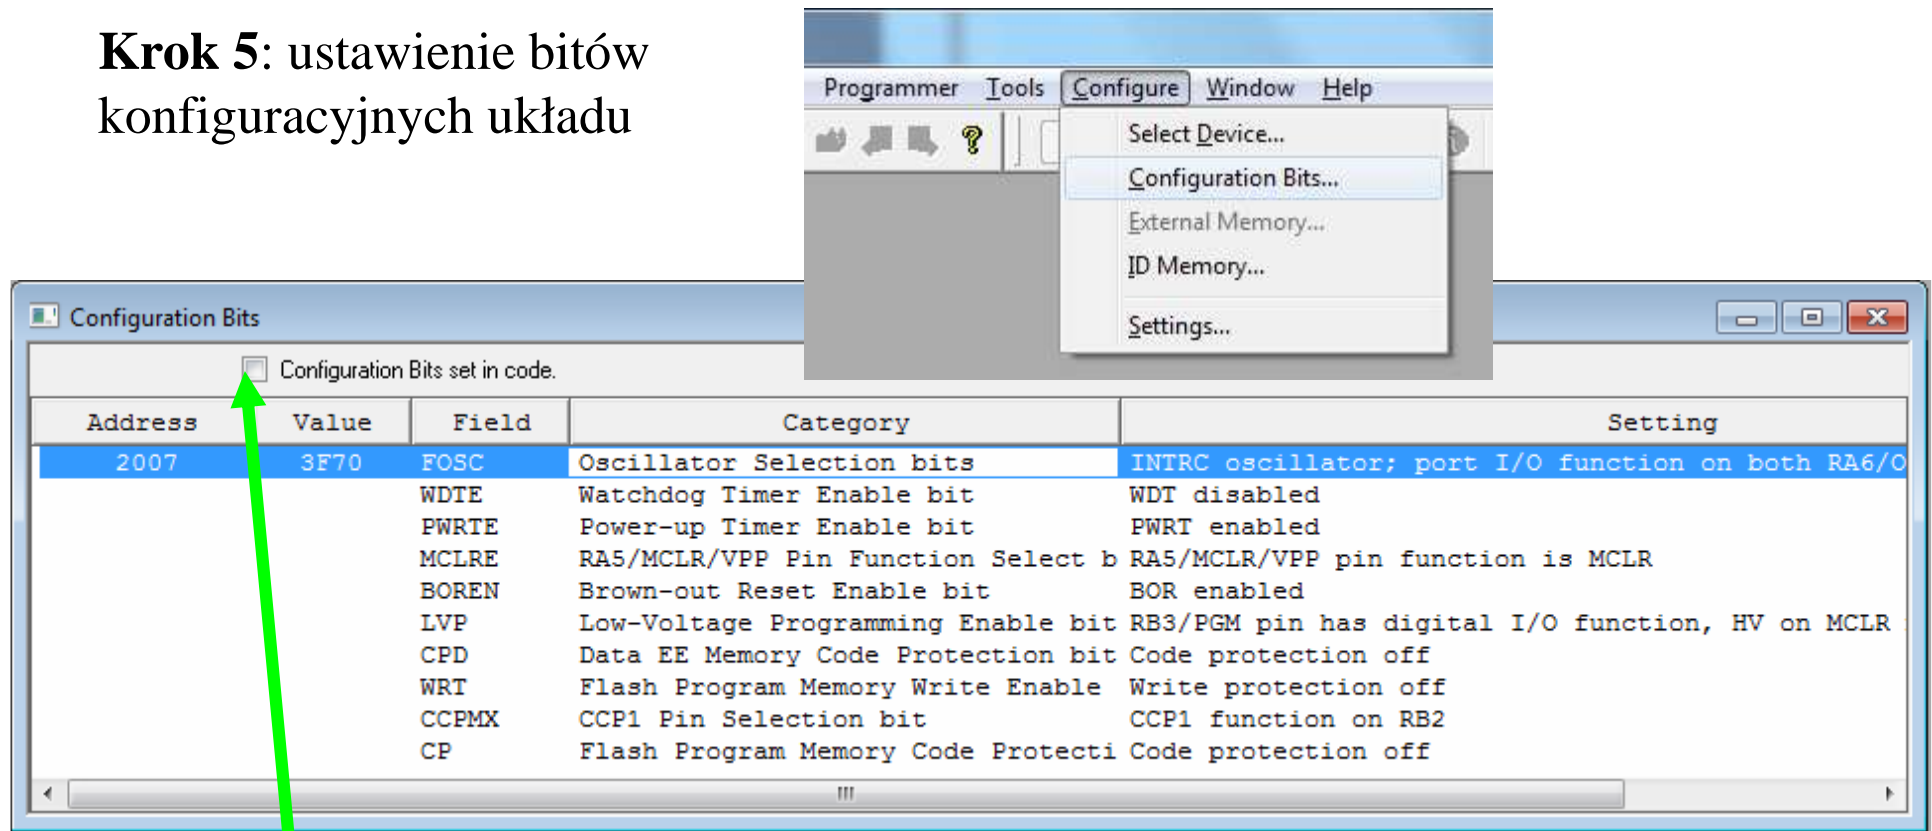 Krok 5: ustawienie bitów
konfiguracyjnych układu
Programmer Tools Configure Window Help
Select Device...
Configuration Bits...
External Memory...
ID Memory...
Settings...
Configuration Bits
Configuration Bits set in code.
Address Value Field Category Setting
2007 3F70 FOSC Oscillator Selection bits INTRC oscillator; port I/O function on both RA6/O
WDTE Watchdog Timer Enable bit WDT disabled
PWRTE Power-up Timer Enable bit PWRT enabled
MCLRE RA5/MCLR/VPP Pin Function Select b RA5/MCLR/VPP pin function is MCLR
BOREN Brown-out Reset Enable bit BOR enabled
LVP Low-Voltage Programming Enable bit RB3/PGM pin has digital I/O function, HV on MCLR
CPD Data EE Memory Code Protection bit Code protection off
WRT Flash Program Memory Write Enable Write protection off
CCPMX CCP1 Pin Selection bit CCP1 function on RB2
CP Flash Program Memory Code Protecti Code protection off